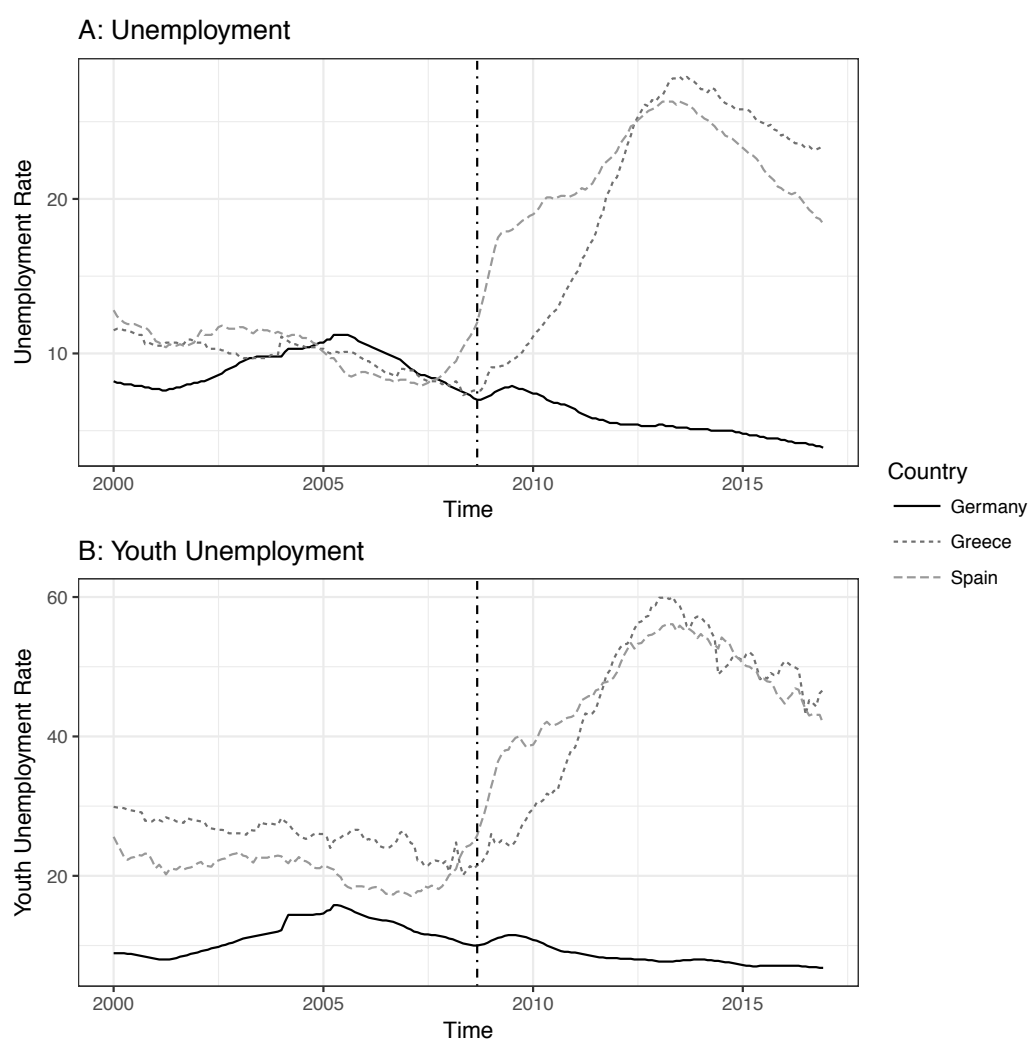 A: Unemployment
Unemployment Rate
20
10
2000 2005 2010 2015
Time
B: Youth Unemployment
Youth Unemployment Rate
60
40
20
2000 2005 2010 2015
Time
Country
Germany
Greece
Spain